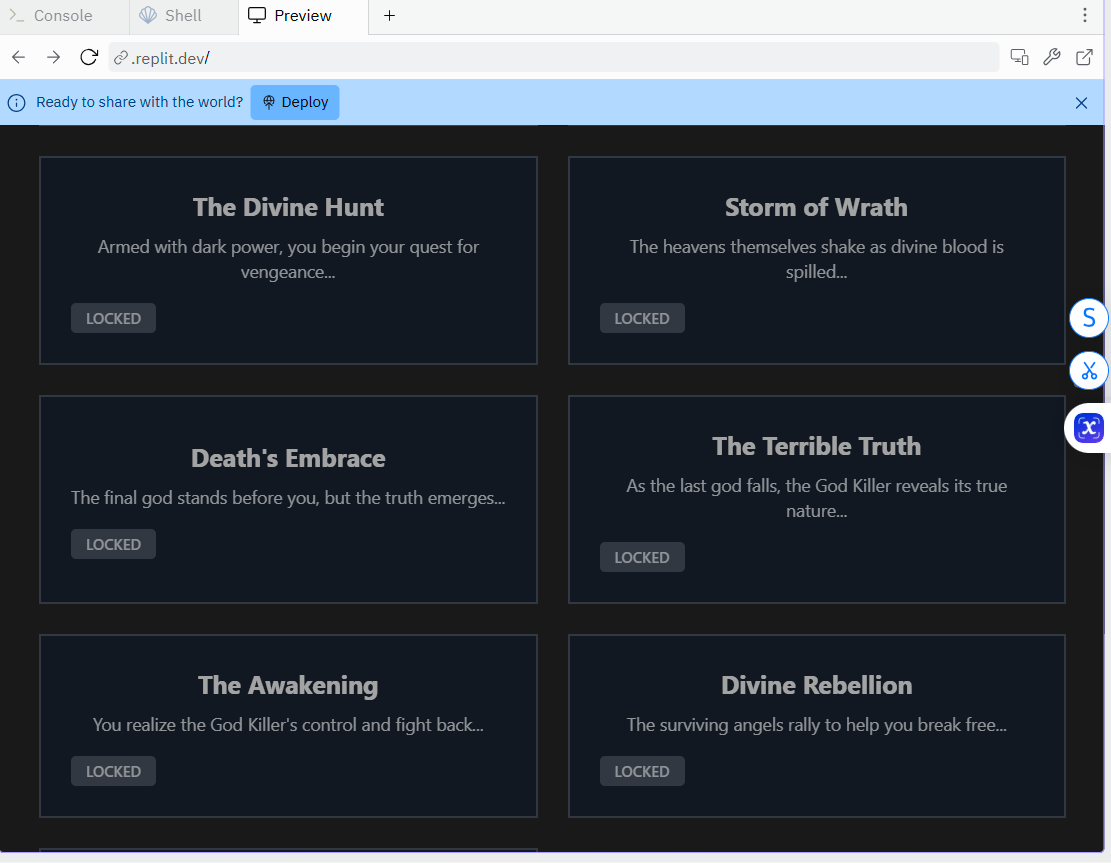 Console
Shell
Preview
.replit.dev/
Ready to share with the world?
Deploy
The Divine Hunt
Armed with dark power, you begin your quest for
vengeance...
LOCKED
Storm of Wrath
The heavens themselves shake as divine blood is
spilled...
LOCKED
Death's Embrace
The final god stands before you, but the truth emerges...
LOCKED
The Terrible Truth
As the last god falls, the God Killer reveals its true
nature...
LOCKED
The Awakening
You realize the God Killer's control and fight back...
LOCKED
Divine Rebellion
The surviving angels rally to help you break free...
LOCKED
S